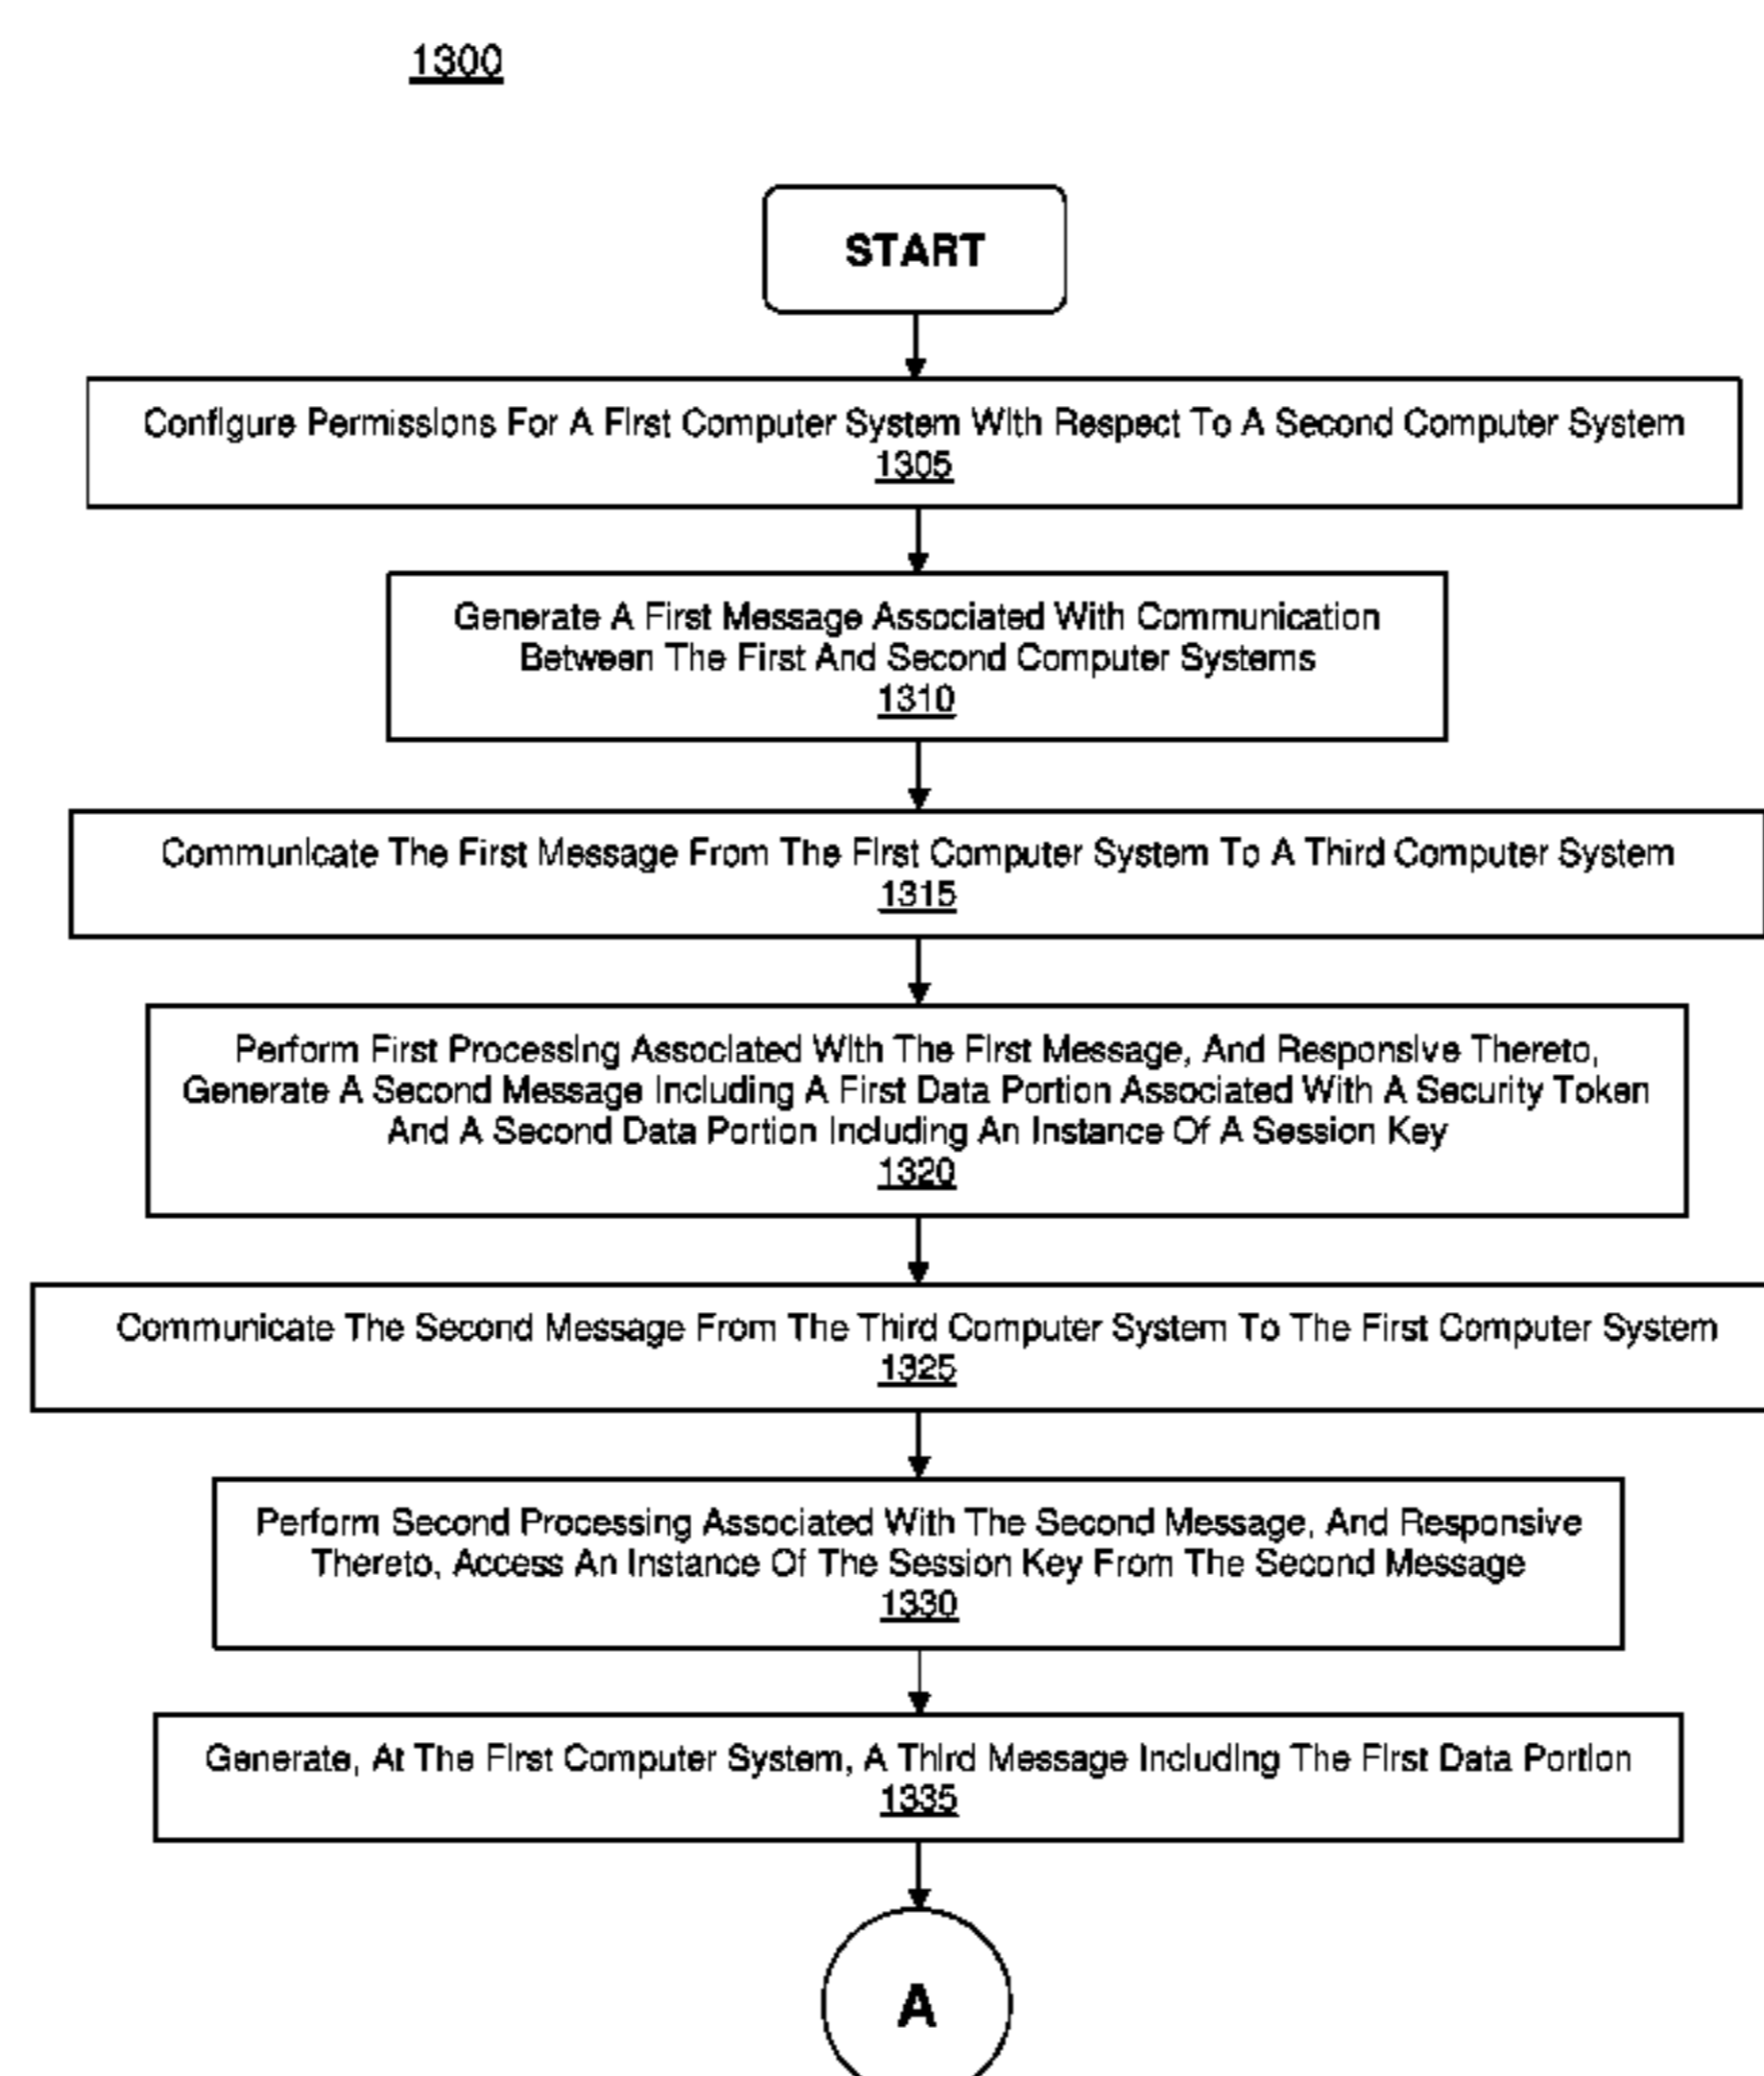 1300
START
Configure Permissions For A First Computer System With Respect To A Second Computer System
1305
Generate A First Message Associated With Communication
Between The First And Second Computer Systems
1310
Communicate The First Message From The First Computer System To A Third Computer System
1315
Perform First Processing Associated With The First Message, And Responsive Thereto,
Generate A Second Message Including A First Data Portion Associated With A Security Token
And A Second Data Portion Including An Instance Of A Session Key
1320
Communicate The Second Message From The Third Computer System To The First Computer System
1325
Perform Second Processing Associated With The Second Message, And Responsive
Thereto, Access An Instance Of The Session Key From The Second Message
1330
Generate, At The First Computer System, A Third Message Including The First Data Portion
1335
A